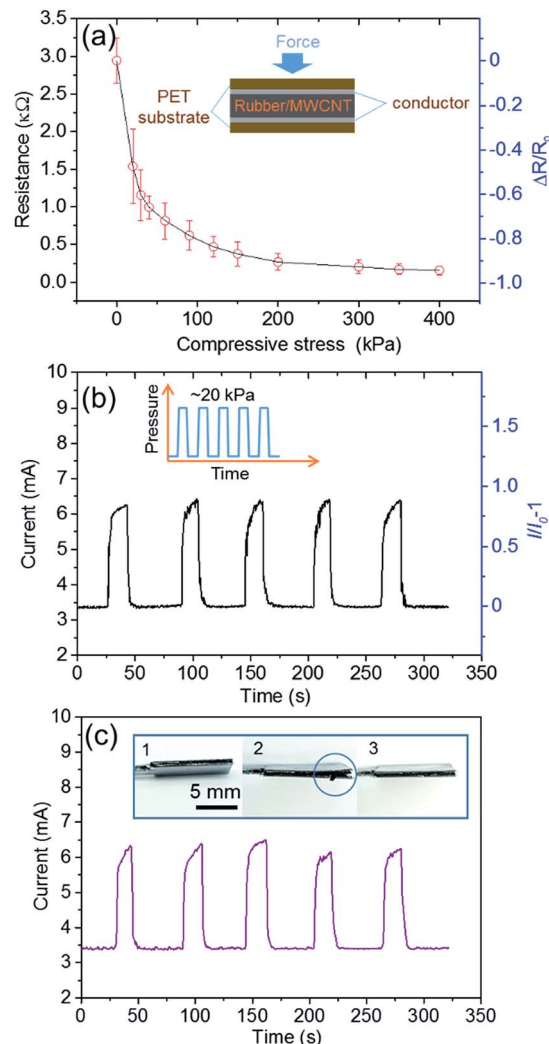 (a)
Force
PET
substrate
Rubber/MWCNT
conductor
Resistance (κΩ)
3.5
3.0
2.5
2.0
1.5
1.0
0.5
0.0
0
-0.2
-0.4
-0.6
-0.8
-1.0
ΔR/R₀
0 100 200 300 400
Compressive stress (kPa)
(b)
~20 kPa
Pressure
Time
Current (mA)
10
9
8
7
6
5
4
3
2
1.5
1.0
0.5
0
I/I₀-1
0 50 100 150 200 250 300 350
Time (s)
(c)
1 2 3
5 mm
Current (mA)
10
9
8
7
6
5
4
3
2
0 50 100 150 200 250 300 350
Time (s)